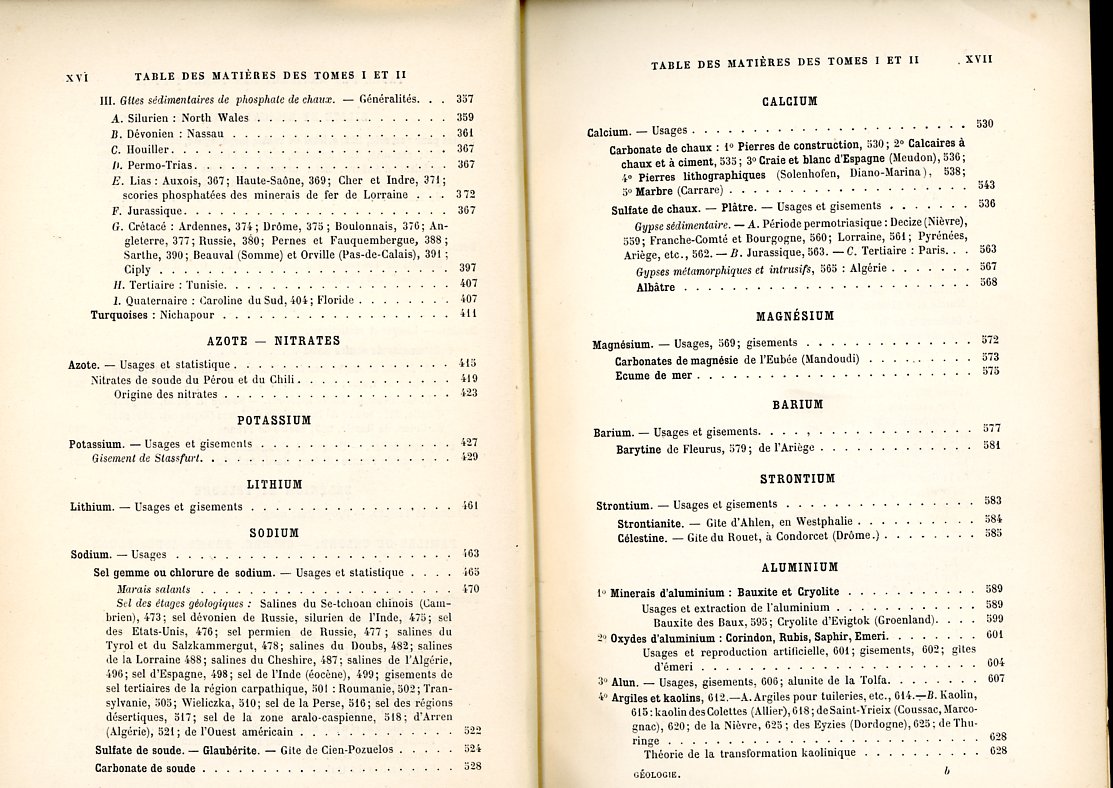 XVI TABLE DES MATIÈRES DES TOMES I ET II
III. Gîtes sédimentaires de phosphate de chaux. — Généralités. . . 357
A. Silurien : North Wales . . . . . . . . . . . . . . . . 359
B. Dévonien : Nassau . . . . . . . . . . . . . . . . . . 361
C. Houiller. . . . . . . . . . . . . . . . . . . . . . . 367
D. Permo-Trias. . . . . . . . . . . . . . . . . . . . . . 367
E. Lias : Auxois, 367; Haute-Saône, 369; Cher et Indre, 371;
scories phosphatées des minerais de fer de Lorraine . . . 372
F. Jurassique. . . . . . . . . . . . . . . . . . . . . . 367
G. Crétacé : Ardennes, 374; Drôme, 375; Boulonnais, 376; An-
gleterre, 377; Russie, 380; Pernes et Fauquembergue, 388;
Sarthe, 390; Beauval (Somme) et Orville (Pas-de-Calais), 391;
Ciply . . . . . . . . . . . . . . . . . . . . . . . . 397
H. Tertiaire : Tunisie. . . . . . . . . . . . . . . . . . 407
I. Quaternaire : Caroline du Sud, 404; Floride . . . . . . . . 407
Turquoises : Nichapour . . . . . . . . . . . . . . . . . . 411
AZOTE — NITRATES
Azote. — Usages et statistique. . . . . . . . . . . . . . . . . 415
Nitrates de soude du Pérou et du Chili. . . . . . . . . . . . . 419
Origine des nitrates . . . . . . . . . . . . . . . . . . 423
POTASSIUM
Potassium. — Usages et gisements . . . . . . . . . . . . . . . 427
Gisement de Stassfurt. . . . . . . . . . . . . . . . . . . . 429
LITHIUM
Lithium. — Usages et gisements . . . . . . . . . . . . . . . . 461
SODIUM
Sodium. — Usages . . . . . . . . . . . . . . . . . . . . . . 463
Sel gemme ou chlorure de sodium. — Usages et statistique . . . . 465
Marais salants . . . . . . . . . . . . . . . . . . . . . 470
Sel des étages géologiques : Salines du Se-tchoan chinois (Cam-
brien), 473; sel dévonien de Russie, silurien de l'Inde, 475; sel
des Etats-Unis, 476; sel permien de Russie, 477; salines du
Tyrol et du Salzkammergut, 478; salines du Doubs, 482; salines
de la Lorraine 488; salines du Cheshire, 487; salines de l'Algérie,
496; sel d'Espagne, 498; sel de l'Inde (éocène), 499; gisements de
sel tertiaires de la région carpathique, 501 : Roumanie, 502; Tran-
sylvanie, 505; Wieliczka, 510; sel de la Perse, 516; sel des régions
désertiques, 517; sel de la zone aralo-caspienne, 518; d'Arren
(Algérie), 521; de l'Ouest américain . . . . . . . . . . . . 522
Sulfate de soude. — Glaubérite. — Gîte de Cien-Pozuelos . . . . . 524
Carbonate de soude . . . . . . . . . . . . . . . . . . . . 528
TABLE DES MATIÈRES DES TOMES I ET II . XVII
CALCIUM
Calcium. — Usages . . . . . . . . . . . . . . . . . . . . . . 530
Carbonate de chaux : 1º Pierres de construction, 530; 2º Calcaires à
chaux et à ciment, 535; 3º Craie et blanc d'Espagne (Meudon), 536;
4º Pierres lithographiques (Solenhofen, Diano-Marina), 538;
5º Marbre (Carrare) . . . . . . . . . . . . . . . . . . . . 543
Sulfate de chaux. — Plâtre. — Usages et gisements . . . . . . . 536
Gypse sédimentaire. — A. Période permotriasique : Decize (Nièvre),
559; Franche-Comté et Bourgogne, 560; Lorraine, 561; Pyrénées,
Ariège, etc., 562. — B. Jurassique, 563. — C. Tertiaire : Paris. . . 563
Gypses métamorphiques et intrusifs, 565 : Algérie . . . . . . . 567
Albâtre . . . . . . . . . . . . . . . . . . . . . . . . 568
MAGNÉSIUM
Magnésium. — Usages, 569; gisements . . . . . . . . . . . . . . 572
Carbonates de magnésie de l'Eubée (Mandoudi) . . . . . . . . . 573
Ecume de mer . . . . . . . . . . . . . . . . . . . . . . . 575
BARIUM
Barium. — Usages et gisements. . . . . . . . . . . . . . . . . 577
Barytine de Fleurus, 579; de l'Ariège . . . . . . . . . . . . . 581
STRONTIUM
Strontium. — Usages et gisements . . . . . . . . . . . . . . . 583
Strontianite. — Gîte d'Ahlen, en Westphalie . . . . . . . . . . 584
Célestine. — Gîte du Rouet, à Condorcet (Drôme.) . . . . . . . . 585
ALUMINIUM
1º Minerais d'aluminium : Bauxite et Cryolite . . . . . . . . . . 589
Usages et extraction de l'aluminium . . . . . . . . . . . . 589
Bauxite des Baux, 595; Cryolite d'Evigtok (Groenland). . . . 599
2º Oxydes d'aluminium : Corindon, Rubis, Saphir, Emeri. . . . . . . 601
Usages et reproduction artificielle, 601; gisements, 602; gîtes
d'émeri . . . . . . . . . . . . . . . . . . . . . . . 604
3º Alun. — Usages, gisements, 606; alunite de la Tolfa. . . . . . . 607
4º Argiles et kaolins, 612.—A. Argiles pour tuileries, etc., 614.—B. Kaolin,
615: kaolin des Colettes (Allier), 618; de Saint-Yrieix (Coussac, Marco-
gnac), 620; de la Nièvre, 625; des Eyzies (Dordogne), 625; de Thu-
ringe . . . . . . . . . . . . . . . . . . . . . . . . . 628
Théorie de la transformation kaolinique . . . . . . . . . . 628
GÉOLOGIE. b